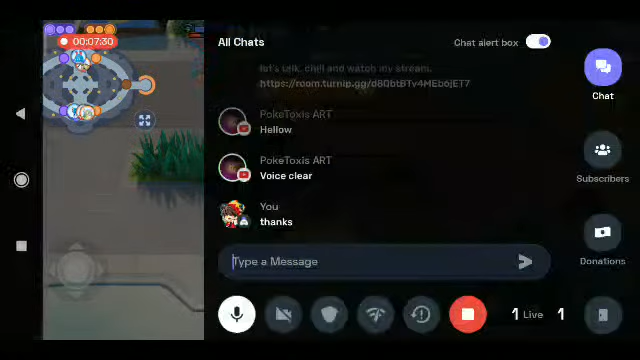 00:07:30
All Chats
Chat alert box
let's talk, chill and watch my stream.
https://room.turnip.gg/d8QbtBTv4MEb6jET7
PokeToxis ART
Hellow
PokeToxis ART
Voice clear
You
thanks
Type a Message
Chat
Subscribers
Donations
1 Live 1